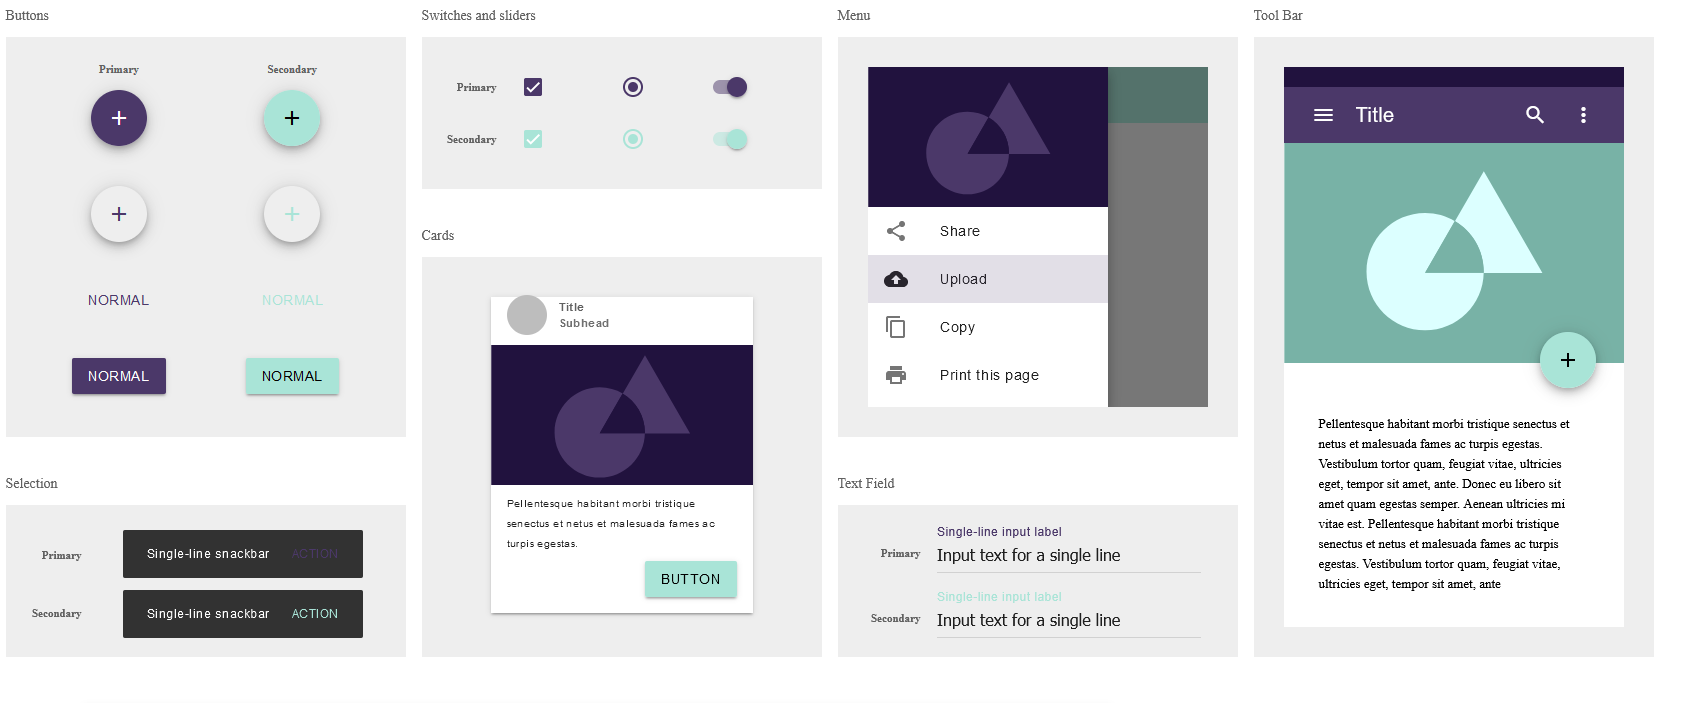 Buttons
Primary
Secondary
NORMAL
NORMAL
NORMAL
NORMAL
Selection
Primary
Single-line snackbar
ACTION
Secondary
Single-line snackbar
ACTION
Switches and sliders
Primary
Secondary
Cards
Title
Subhead
Pellentesque habitant morbi tristique
senectus et netus et malesuada fames ac
turpis egestas.
BUTTON
Menu
Share
Upload
Copy
Print this page
Text Field
Primary
Single-line input label
Input text for a single line
Secondary
Single-line input label
Input text for a single line
Tool Bar
Title
Pellentesque habitant morbi tristique senectus et
netus et malesuada fames ac turpis egestas.
Vestibulum tortor quam, feugiat vitae, ultricies
eget, tempor sit amet, ante. Donec eu libero sit
amet quam egestas semper. Aenean ultricies mi
vitae est. Pellentesque habitant morbi tristique
senectus et netus et malesuada fames ac turpis
egestas. Vestibulum tortor quam, feugiat vitae,
ultricies eget, tempor sit amet, ante